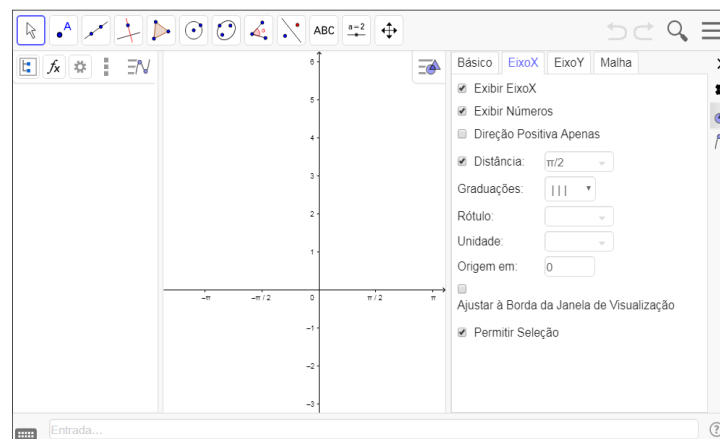 ABC
a=2
fx
Básico EixoX EixoY Malha
Exibir EixoX
Exibir Números
Direção Positiva Apenas
Distância: π/2
Graduações: | | |
Rótulo:
Unidade:
Origem em: 0
Ajustar à Borda da Janela de Visualização
Permitir Seleção
6
5
4
3
2
1
−π −π / 2 0 π / 2 π
−1
−2
−3
Entrada...